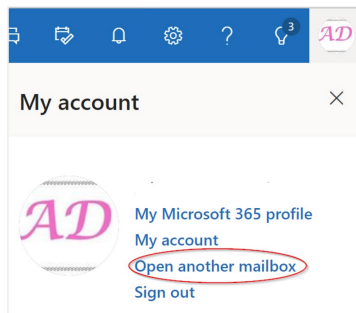 3
AD
My account
AD
My Microsoft 365 profile
My account
Open another mailbox
Sign out